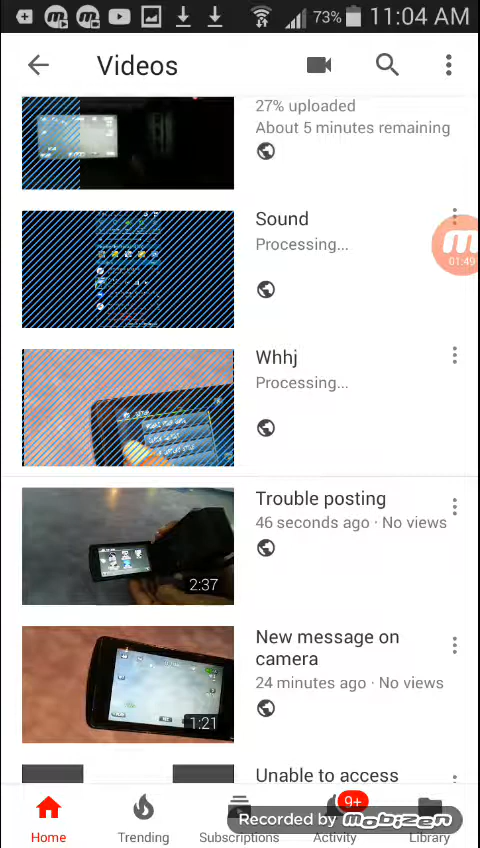 73% 11:04 AM
Videos
27% uploaded
About 5 minutes remaining
Sound
Processing...
01:49
Whhj
Processing...
Trouble posting
46 seconds ago · No views
2:37
New message on
camera
24 minutes ago · No views
1:21
Unable to access
9+
Recorded by mobizen
Home Trending Subscriptions Activity Library